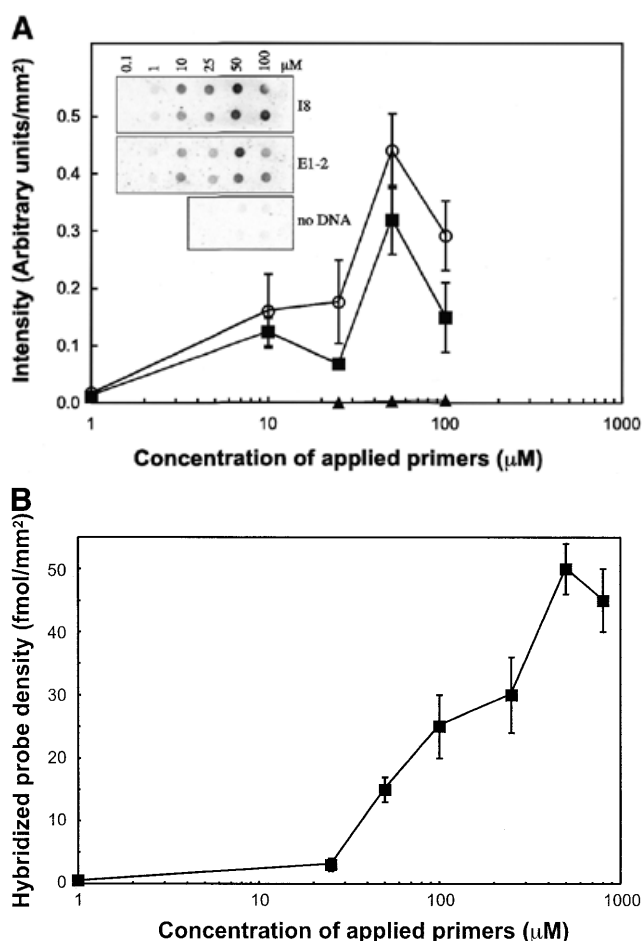 A
0.1 1 10 25 50 100 μM
I8
E1-2
no DNA
Intensity (Arbitrary units/mm²)
0.5
0.4
0.3
0.2
0.1
0.0
1 10 100 1000
Concentration of applied primers (μM)
B
Hybridized probe density (fmol/mm²)
50
40
30
20
10
0
1 10 100 1000
Concentration of applied primers (μM)